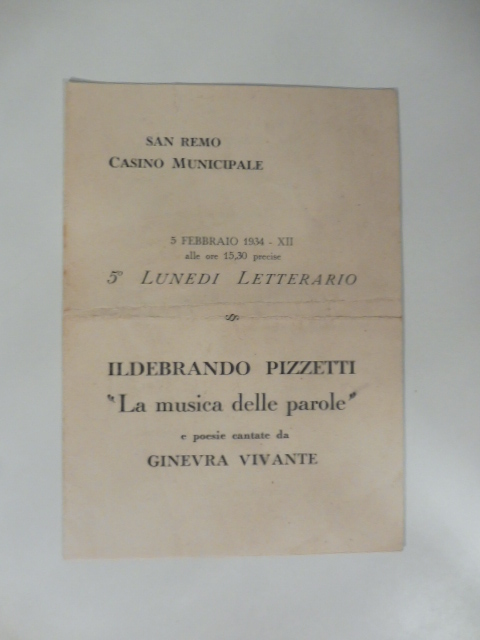 SAN REMO
CASINO MUNICIPALE
5 FEBBRAIO 1934 - XII
alle ore 15,30 precise
5° LUNEDI LETTERARIO
ILDEBRANDO PIZZETTI
"La musica delle parole"
e poesie cantate da
GINEVRA VIVANTE